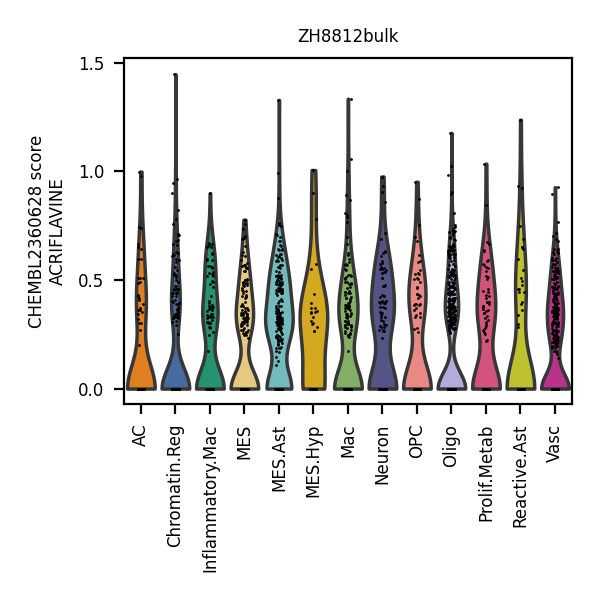 ZH8812bulk
CHEMBL2360628 score
ACRIFLAVINE
1.5
1.0
0.5
0.0
AC
Chromatin.Reg
Inflammatory.Mac
MES
MES.Ast
MES.Hyp
Mac
Neuron
OPC
Oligo
Prolif.Metab
Reactive.Ast
Vasc